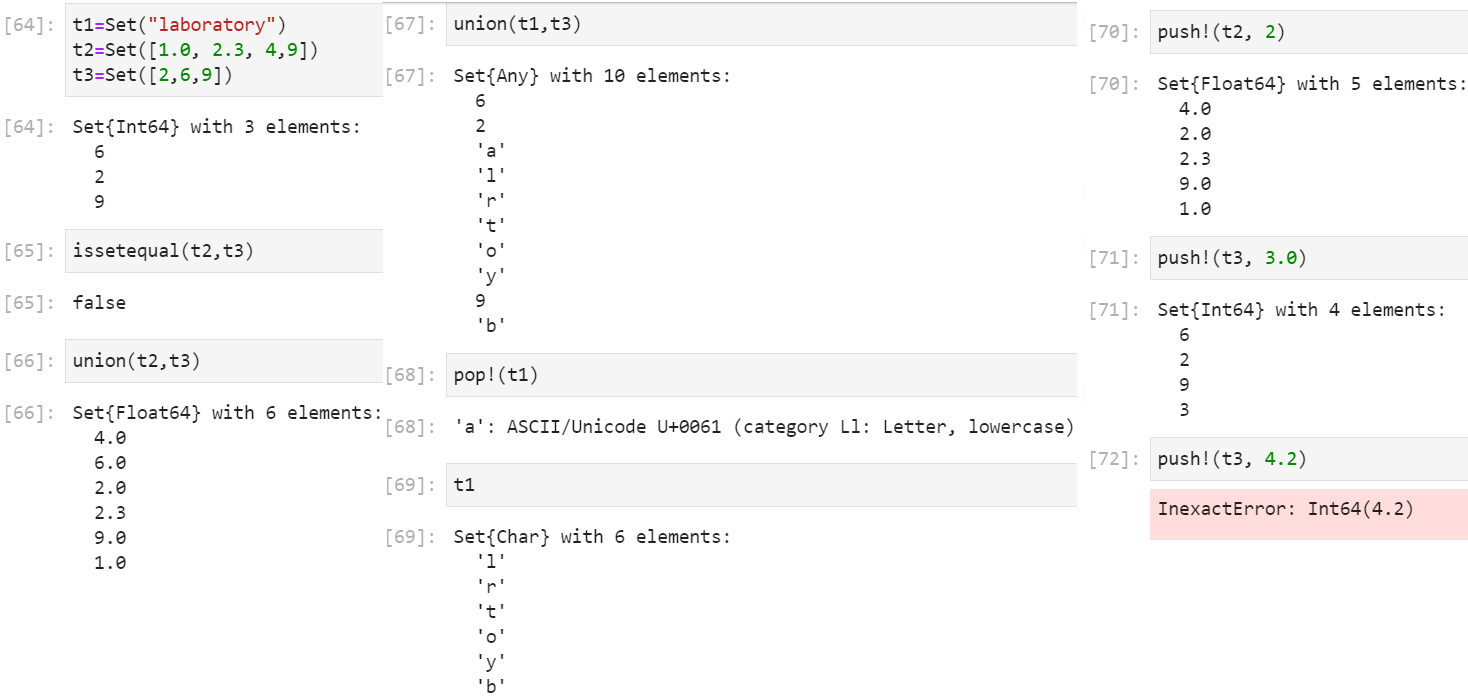 [64]: t1=Set("laboratory")
t2=Set([1.0, 2.3, 4,9])
t3=Set([2,6,9])
[64]: Set{Int64} with 3 elements:
6
2
9
[65]: issetequal(t2,t3)
[65]: false
[66]: union(t2,t3)
[66]: Set{Float64} with 6 elements:
4.0
6.0
2.0
2.3
9.0
1.0
[67]: union(t1,t3)
[67]: Set{Any} with 10 elements:
6
2
'a'
'l'
'r'
't'
'o'
'y'
9
'b'
[68]: pop!(t1)
[68]: 'a': ASCII/Unicode U+0061 (category Ll: Letter, lowercase)
[69]: t1
[69]: Set{Char} with 6 elements:
'l'
'r'
't'
'o'
'y'
'b'
[70]: push!(t2, 2)
[70]: Set{Float64} with 5 elements:
4.0
2.0
2.3
9.0
1.0
[71]: push!(t3, 3.0)
[71]: Set{Int64} with 4 elements:
6
2
9
3
[72]: push!(t3, 4.2)
InexactError: Int64(4.2)